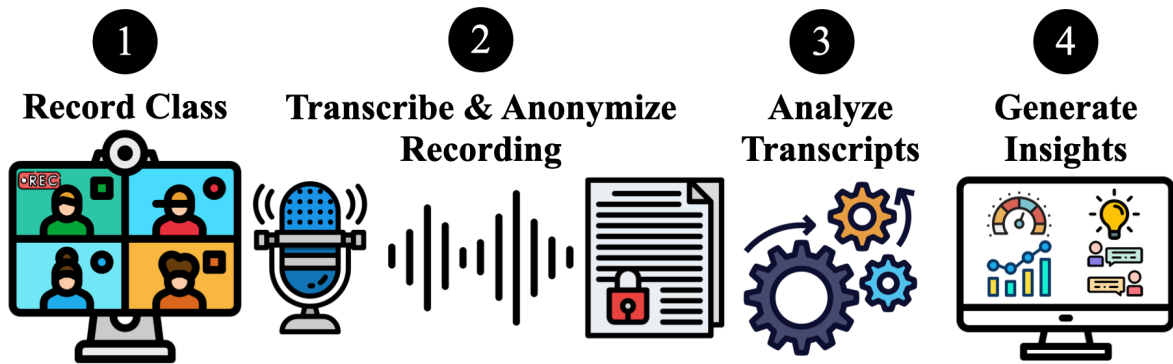 1
Record Class
REC
2
Transcribe & Anonymize
Recording
3
Analyze
Transcripts
4
Generate
Insights